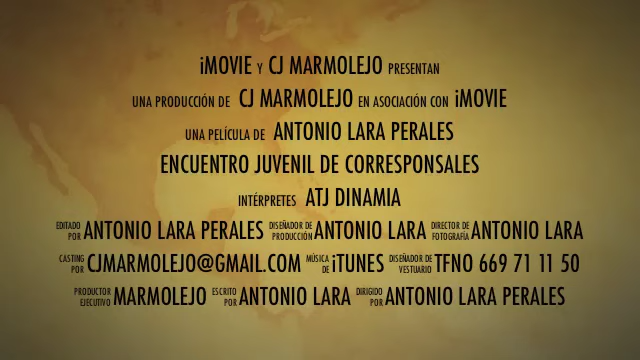 iMOVIE Y CJ MARMOLEJO PRESENTAN
UNA PRODUCCIÓN DE CJ MARMOLEJO EN ASOCIACIÓN CON iMOVIE
UNA PELÍCULA DE ANTONIO LARA PERALES
ENCUENTRO JUVENIL DE CORRESPONSALES
INTÉRPRETES ATJ DINAMIA
EDITADO POR ANTONIO LARA PERALES DISEÑADOR DE PRODUCCIÓN ANTONIO LARA DIRECTOR DE FOTOGRAFÍA ANTONIO LARA
CASTING POR CJMARMOLEJO@GMAIL.COM MÚSICA DE iTUNES DISEÑADOR DE VESTUARIO TFNO 669 71 11 50
PRODUCTOR EJECUTIVO MARMOLEJO ESCRITO POR ANTONIO LARA DIRIGIDO POR ANTONIO LARA PERALES